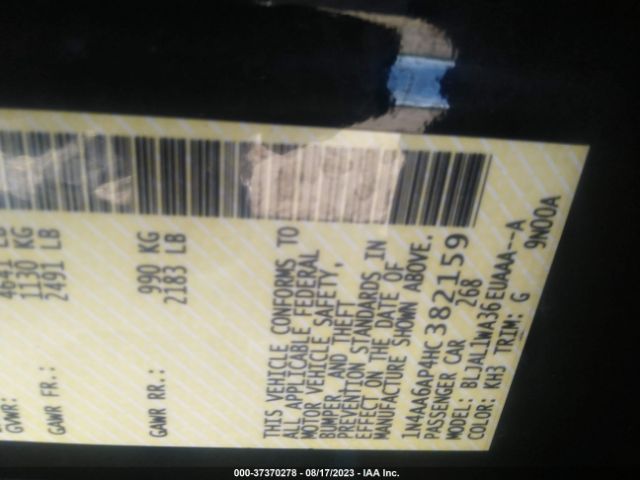 GVWR: 4641 LB
GAWR FR.: 1130 KG
2491 LB
GAWR RR.: 990 KG
2183 LB
THIS VEHICLE CONFORMS TO
ALL APPLICABLE FEDERAL
MOTOR VEHICLE SAFETY,
BUMPER, AND THEFT
PREVENTION STANDARDS IN
EFFECT ON THE DATE OF
MANUFACTURE SHOWN ABOVE.
1N4AA6AP4HC382159
PASSENGER CAR 268
MODEL: BLJALIWA36EUAAA--A
COLOR: KH3 TRIM: G 9N00A
000-37370278 - 08/17/2023 - IAA Inc.